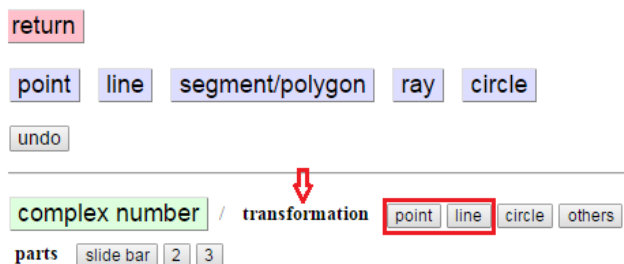 return
point line segment/polygon ray circle
undo
complex number / transformation point line circle others
parts slide bar 2 3